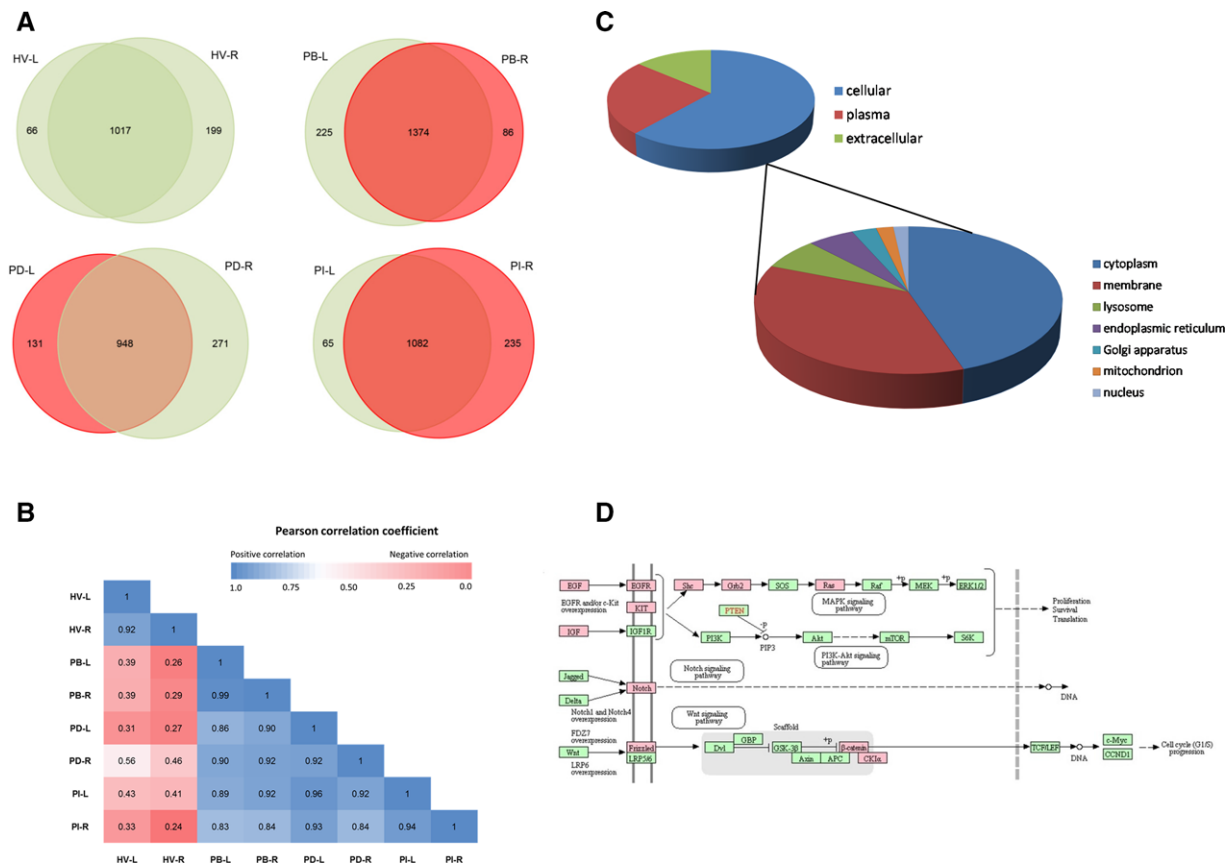 A
HV-L
HV-R
66
1017
199
PB-L
PB-R
225
1374
86
PD-L
PD-R
131
948
271
PI-L
PI-R
65
1082
235
C
cellular
plasma
extracellular
cytoplasm
membrane
lysosome
endoplasmic reticulum
Golgi apparatus
mitochondrion
nucleus
B
Pearson correlation coefficient
Positive correlation
Negative correlation
1.0 0.75 0.50 0.25 0.0
HV-L 1
HV-R 0.92 1
PB-L 0.39 0.26 1
PB-R 0.39 0.29 0.99 1
PD-L 0.31 0.27 0.86 0.90 1
PD-R 0.56 0.46 0.90 0.92 0.92 1
PI-L 0.43 0.41 0.89 0.92 0.96 0.92 1
PI-R 0.33 0.24 0.83 0.84 0.93 0.84 0.94 1
HV-L HV-R PB-L PB-R PD-L PD-R PI-L PI-R
D
EGF
EGFR
Shc
Grb2
SOS
Ras
Raf
+p
MEK
+p
ERK1/2
EGFR and/or c-Kit
overexpression
KIT
MAPK signaling
pathway
IGF
IGF1R
PTEN
-p
PI3K
PIP3
Akt
mTOR
S6K
PI3K-Akt signaling
pathway
Proliferation
Survival
Translation
Jagged
Delta
Notch
Notch signaling
pathway
DNA
Notch1 and Notch4
overexpression
Wnt signaling
pathway
FDZ7
overexpression
Wnt
Frizzled
LRP5/6
LRP6
overexpression
Scaffold
Dvl
GBP
GSK-3β
+p
β-catenin
Axin
APC
CK1α
TCF/LEF
DNA
c-Myc
CCND1
Cell cycle (G1/S)
progression